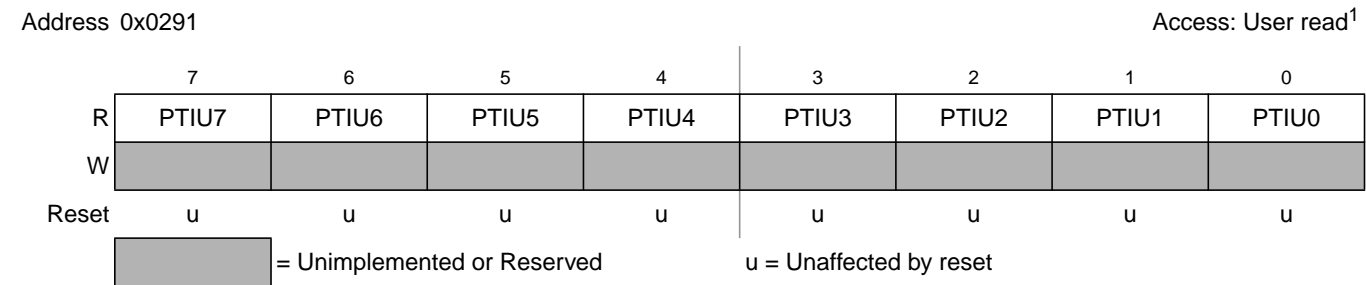 Address 0x0291 Access: User read1
7 6 5 4 3 2 1 0
R PTIU7 PTIU6 PTIU5 PTIU4 PTIU3 PTIU2 PTIU1 PTIU0
W
Reset u u u u u u u u
= Unimplemented or Reserved u = Unaffected by reset